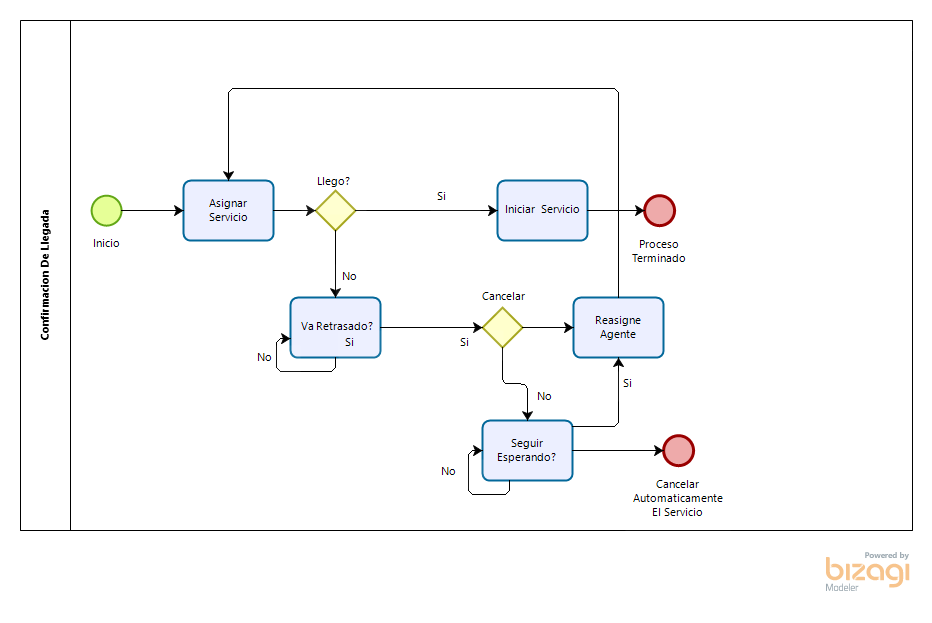 Confirmacion De Llegada
Inicio
Asignar
Servicio
Llego?
Si
Iniciar Servicio
Proceso
Terminado
No
Va Retrasado?
Si
No
Si
Cancelar
Reasigne
Agente
No
Si
Seguir
Esperando?
No
Cancelar
Automaticamente
El Servicio
Powered by
bizagi
Modeler